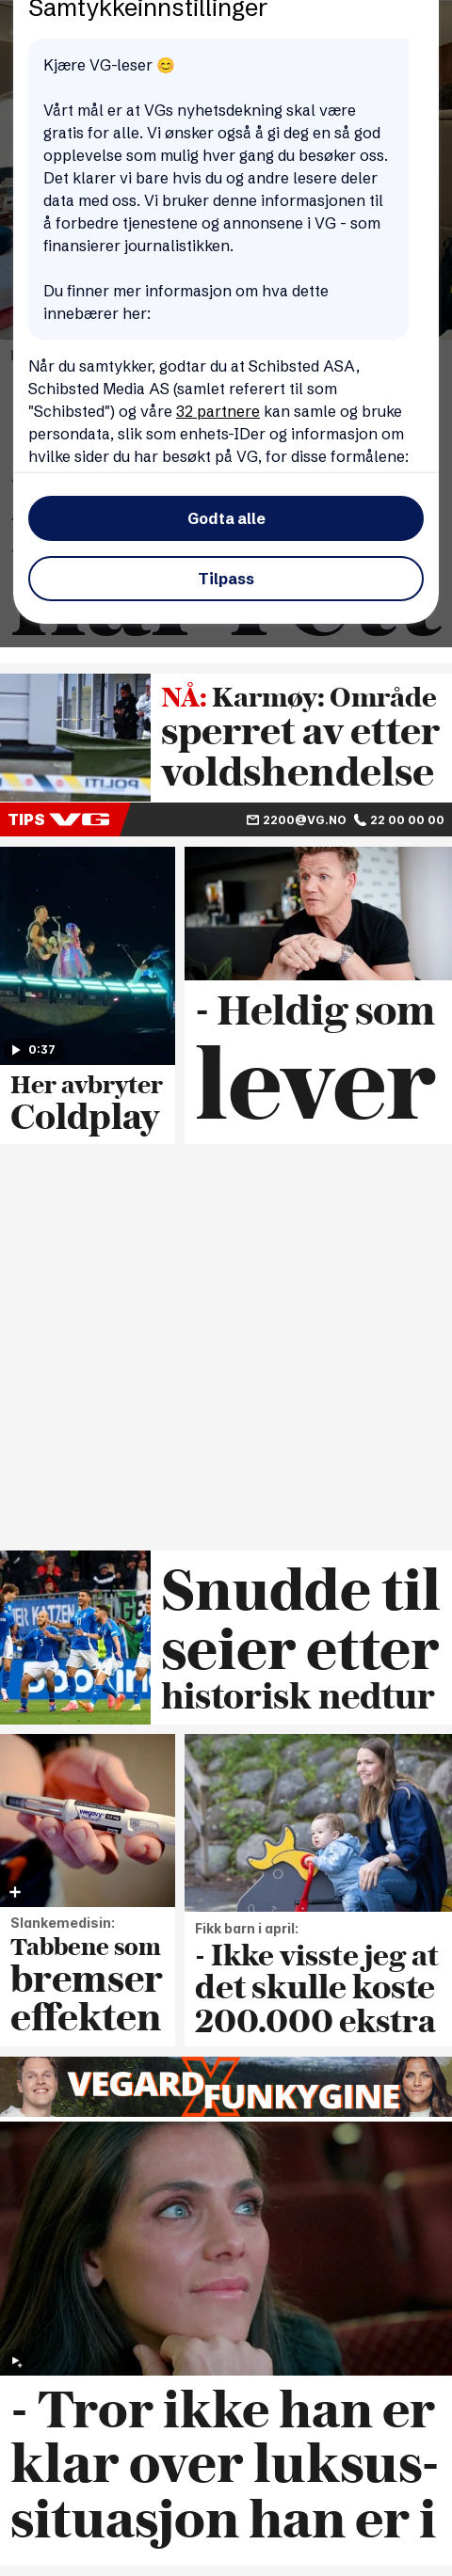 Samtykkeinnstillinger
Kjære VG-leser 😊
Vårt mål er at VGs nyhetsdekning skal være
gratis for alle. Vi ønsker også å gi deg en så god
opplevelse som mulig hver gang du besøker oss.
Det klarer vi bare hvis du og andre lesere deler
data med oss. Vi bruker denne informasjonen til
å forbedre tjenestene og annonsene i VG - som
finansierer journalistikken.
Du finner mer informasjon om hva dette
innebærer her:
Når du samtykker, godtar du at Schibsted ASA,
Schibsted Media AS (samlet referert til som
"Schibsted") og våre 32 partnere kan samle og bruke
persondata, slik som enhets-IDer og informasjon om
hvilke sider du har besøkt på VG, for disse formålene:
Godta alle
Tilpass
NÅ: Karmøy: Område
sperret av etter
voldshendelse
POLITI
TIPS VG
2200@VG.NO 22 00 00 00
0:37
Her avbryter
Coldplay
- Heldig som
lever
Snudde til
seier etter
historisk nedtur
wegovy
Slankemedisin:
Tabbene som
bremser
effekten
Fikk barn i april:
- Ikke visste jeg at
det skulle koste
200.000 ekstra
VEGARD X FUNKYGINE
- Tror ikke han er
klar over luksus-
situasjon han er i